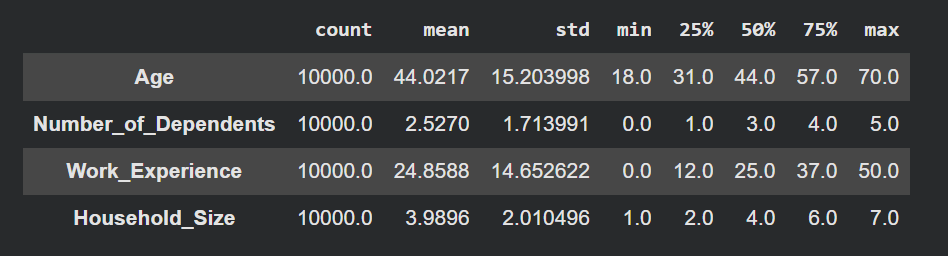 count mean std min 25% 50% 75% max
Age 10000.0 44.0217 15.203998 18.0 31.0 44.0 57.0 70.0
Number_of_Dependents 10000.0 2.5270 1.713991 0.0 1.0 3.0 4.0 5.0
Work_Experience 10000.0 24.8588 14.652622 0.0 12.0 25.0 37.0 50.0
Household_Size 10000.0 3.9896 2.010496 1.0 2.0 4.0 6.0 7.0